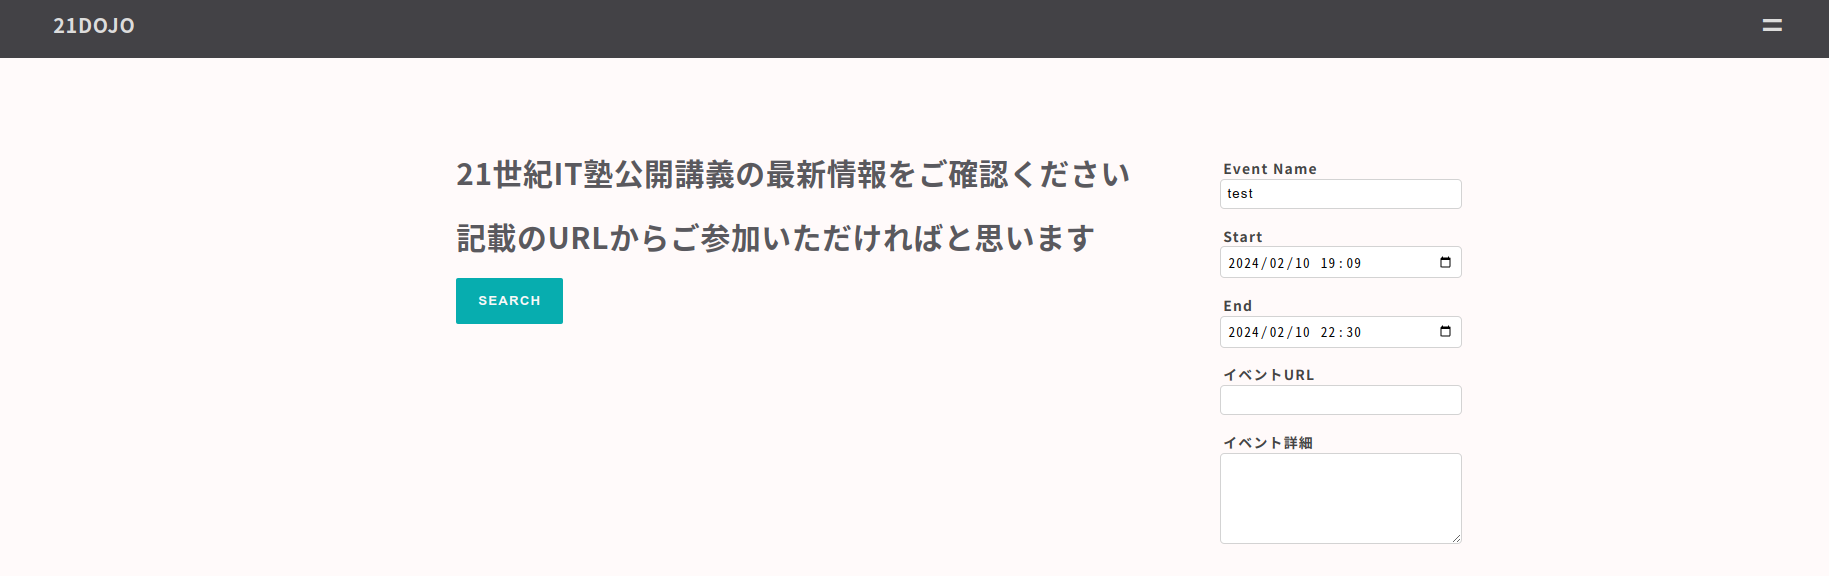 21DOJO
21世紀IT塾公開講義の最新情報をご確認ください
記載のURLからご参加いただければと思います
SEARCH
Event Name
test
Start
2024/02/10 19:09
End
2024/02/10 22:30
イベントURL
イベント詳細